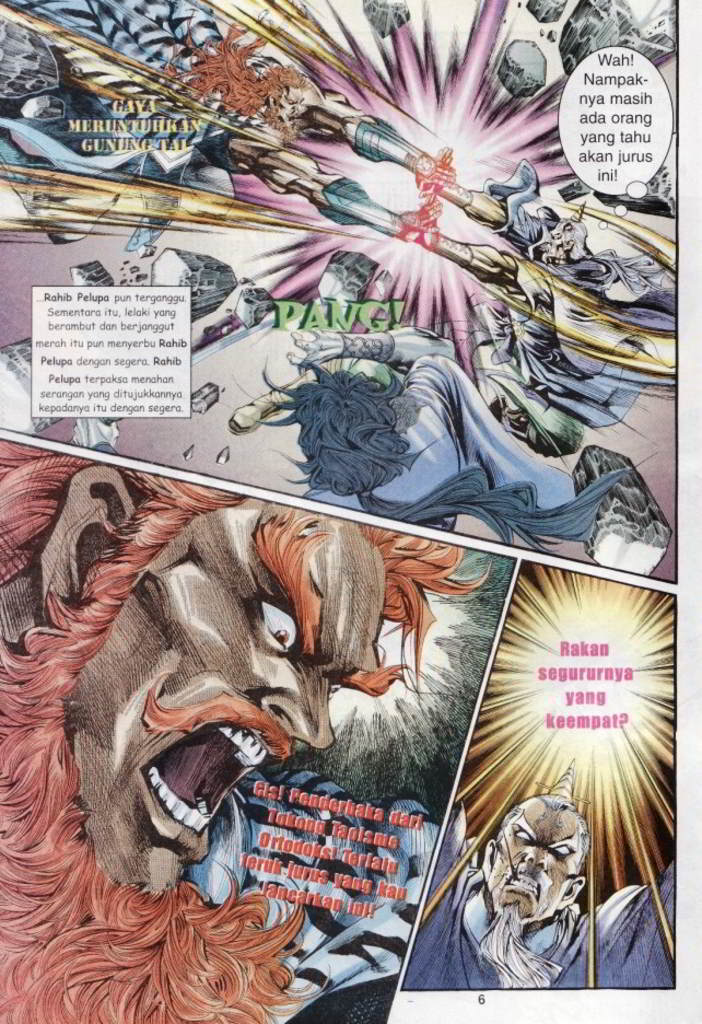 Wah!
Nampak-
nya masih
ada orang
yang tahu
akan jurus
ini!
GAYA
MERUNTUHKAN
GUNUNG TAI
...Rahib Pelupa pun terganggu.
Sementara itu, lelaki yang
berambut dan berjanggut
merah itu pun menyerbu Rahib
Pelupa dengan segera. Rahib
Pelupa terpaksa menahan
serangan yang ditujukkannya
kepadanya itu dengan segera.
PANG!
Rakan
segururnya
yang
keempat?
Cis! Penderhaka dari
Tokong Taoisme
Ortodoks! Terlalu
teruk jurus yang kau
lancarkan ini!
6